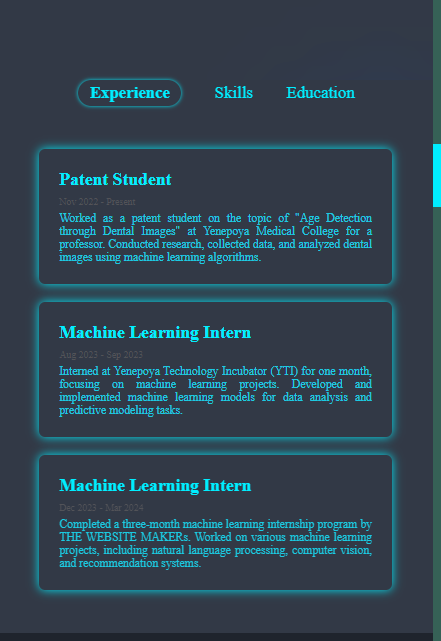 Experience Skills Education
Patent Student
Nov 2022 - Present
Worked as a patent student on the topic of "Age Detection
through Dental Images" at Yenepoya Medical College for a
professor. Conducted research, collected data, and analyzed dental
images using machine learning algorithms.
Machine Learning Intern
Aug 2023 - Sep 2023
Interned at Yenepoya Technology Incubator (YTI) for one month,
focusing on machine learning projects. Developed and
implemented machine learning models for data analysis and
predictive modeling tasks.
Machine Learning Intern
Dec 2023 - Mar 2024
Completed a three-month machine learning internship program by
THE WEBSITE MAKERs. Worked on various machine learning
projects, including natural language processing, computer vision,
and recommendation systems.